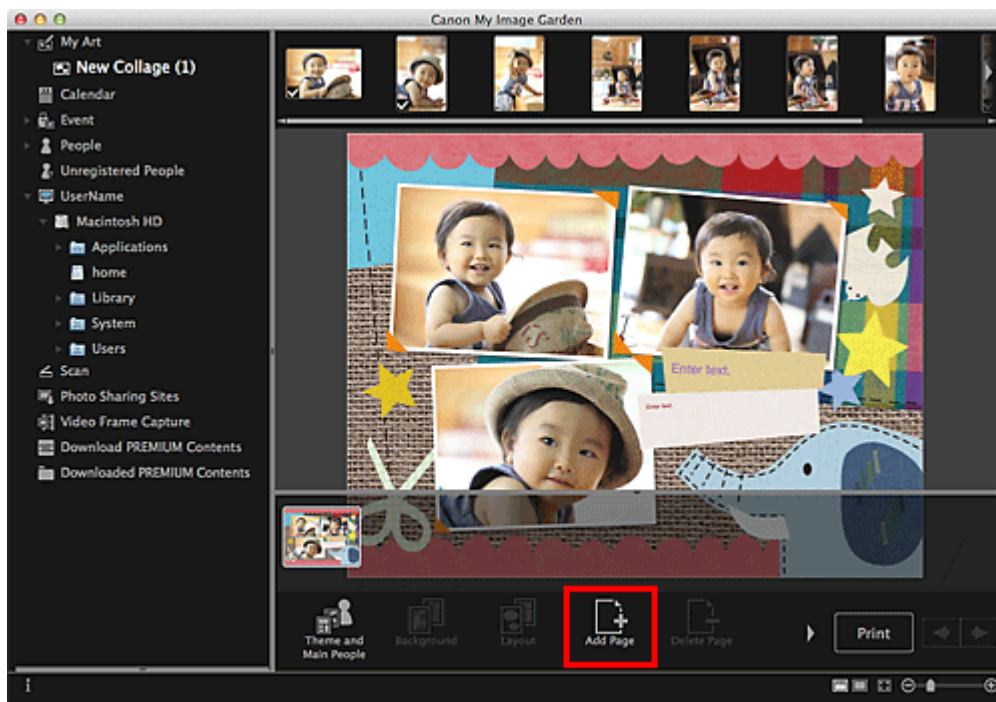 Canon My Image Garden
My Art
New Collage (1)
Calendar
Event
People
Unregistered People
UserName
Macintosh HD
Applications
home
Library
System
Users
Scan
Photo Sharing Sites
Video Frame Capture
Download PREMIUM Contents
Downloaded PREMIUM Contents
Enter text.
Enter text.
Theme and
Main People
Background
Layout
Add Page
Delete Page
Print